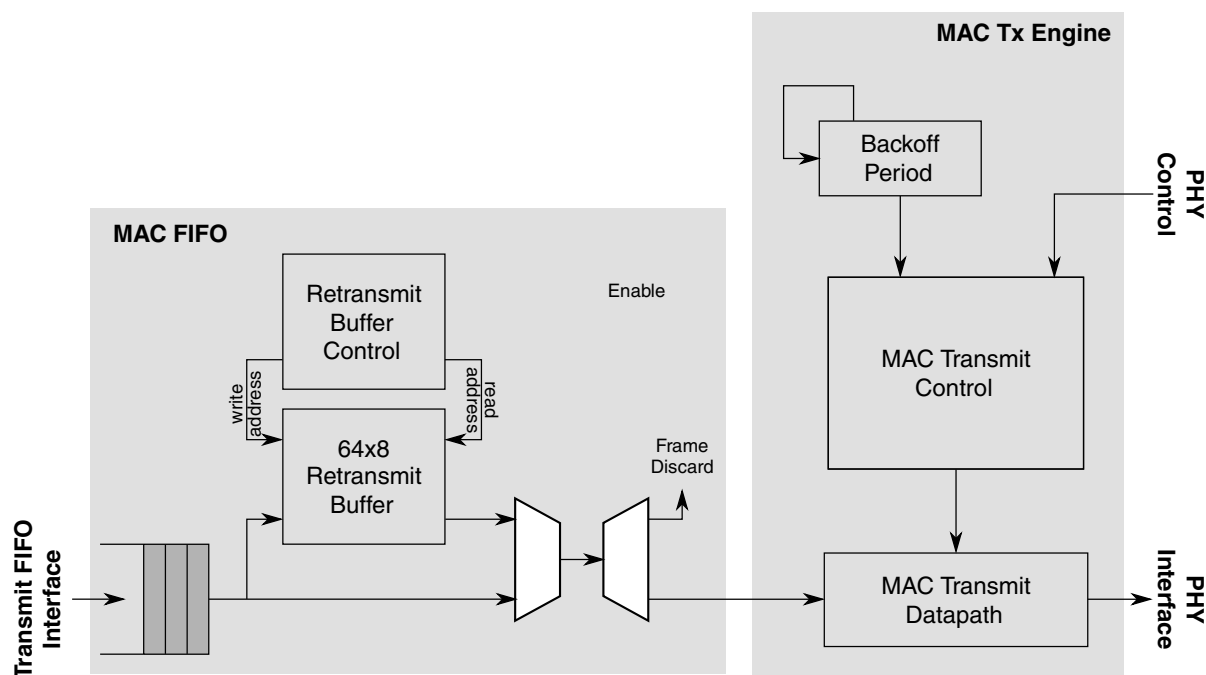 MAC Tx Engine
Backoff
Period
PHY
Control
MAC FIFO
Retransmit
Buffer
Control
Enable
MAC Transmit
Control
write
address
read
address
64x8
Retransmit
Buffer
Frame
Discard
Transmit FIFO
Interface
MAC Transmit
Datapath
PHY
Interface